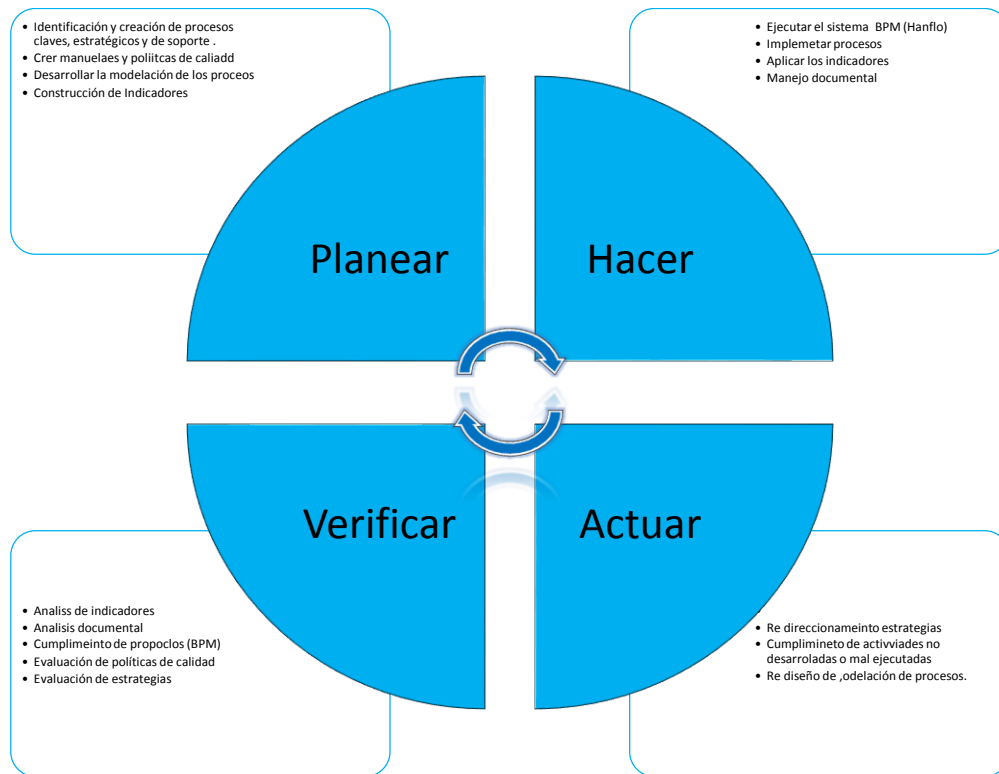 • Identificación y creación de procesos
claves, estratégicos y de soporte .
• Crer manuelaes y poliitcas de caliadd
• Desarrollar la modelación de los proceos
• Construcción de Indicadores
• Ejecutar el sistema BPM (Hanflo)
• Implemetar procesos
• Aplicar los indicadores
• Manejo documental
Planear
Hacer
Verificar
Actuar
• Analiss de indicadores
• Analisis documental
• Cumplimeinto de propoclos (BPM)
• Evaluación de políticas de calidad
• Evaluación de estrategias
• Re direccionameinto estrategias
• Cumplimineto de activviades no
desarroladas o mal ejecutadas
• Re diseño de ,odelación de procesos.